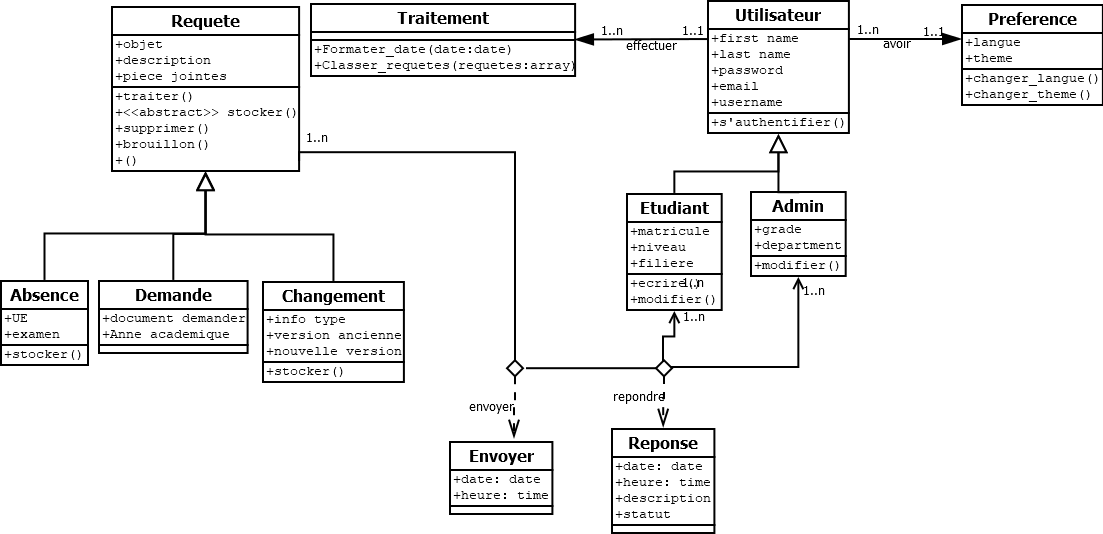 Requete
+objet
+description
+piece jointes
+traiter()
+<<abstract>> stocker()
+supprimer()
+brouillon()
+()
1..n
Traitement
+Formater_date(date:date)
+Classer_requetes(requetes:array)
1..n
1..1
effectuer
Utilisateur
+first name
+last name
+password
+email
+username
+s'authentifier()
1..n
1..1
avoir
Preference
+langue
+theme
+changer_langue()
+changer_theme()
Etudiant
+matricule
+niveau
+filiere
+ecrire()
1..n
+modifier()
1..n
Admin
+grade
+department
+modifier()
1..n
Absence
+UE
+examen
+stocker()
Demande
+document demander
+Anne academique
Changement
+info type
+version ancienne
+nouvelle version
+stocker()
envoyer
repondre
Envoyer
+date: date
+heure: time
Reponse
+date: date
+heure: time
+description
+statut